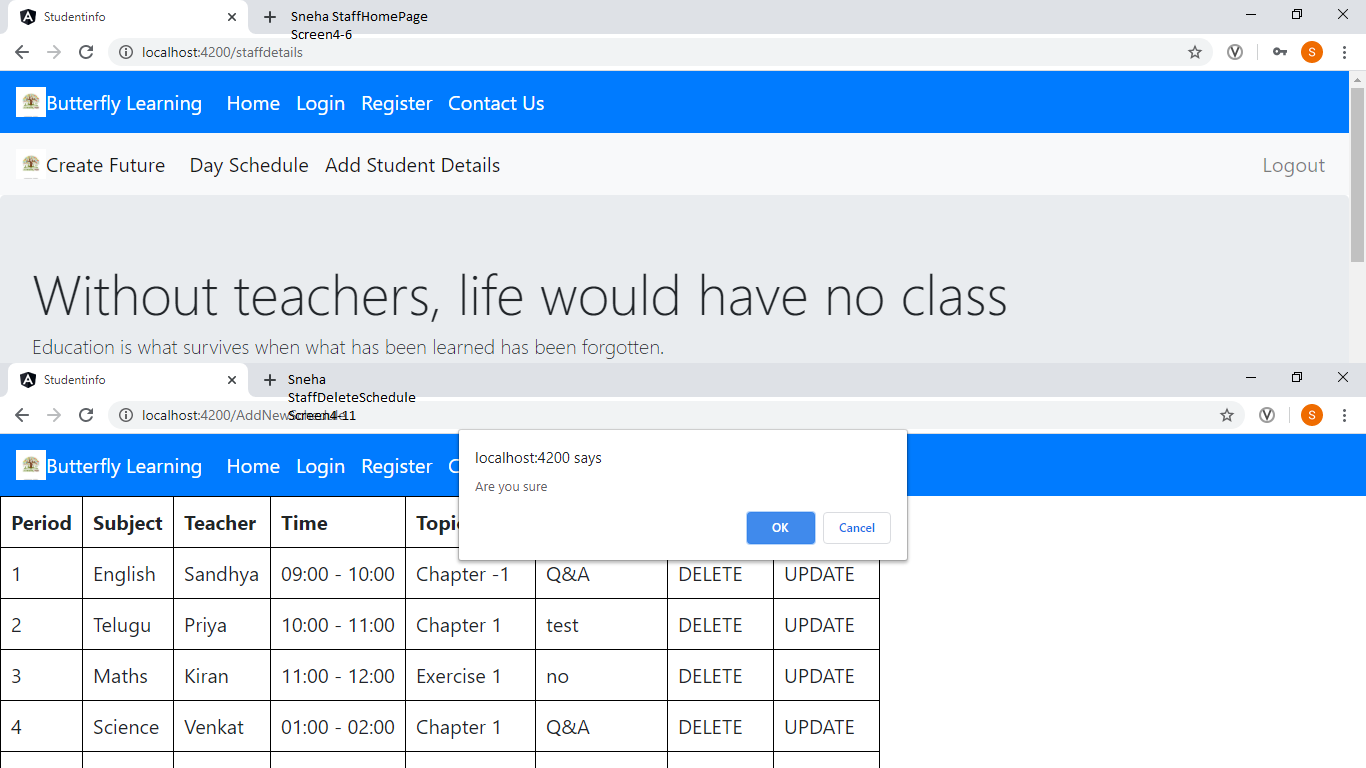 Studentinfo
Sneha StaffHomePage
Screen4-6
localhost:4200/staffdetails
S
Butterfly Learning Home Login Register Contact Us
Create Future Day Schedule Add Student Details Logout
Without teachers, life would have no class
Education is what survives when what has been learned has been forgotten.
Studentinfo
Sneha
StaffDeleteSchedule
Screen4-11
localhost:4200/AddNew
S
Butterfly Learning Home Login Register
localhost:4200 says
Are you sure
OK Cancel
Period Subject Teacher Time Topic
1 English Sandhya 09:00 - 10:00 Chapter -1 Q&A DELETE UPDATE
2 Telugu Priya 10:00 - 11:00 Chapter 1 test DELETE UPDATE
3 Maths Kiran 11:00 - 12:00 Exercise 1 no DELETE UPDATE
4 Science Venkat 01:00 - 02:00 Chapter 1 Q&A DELETE UPDATE